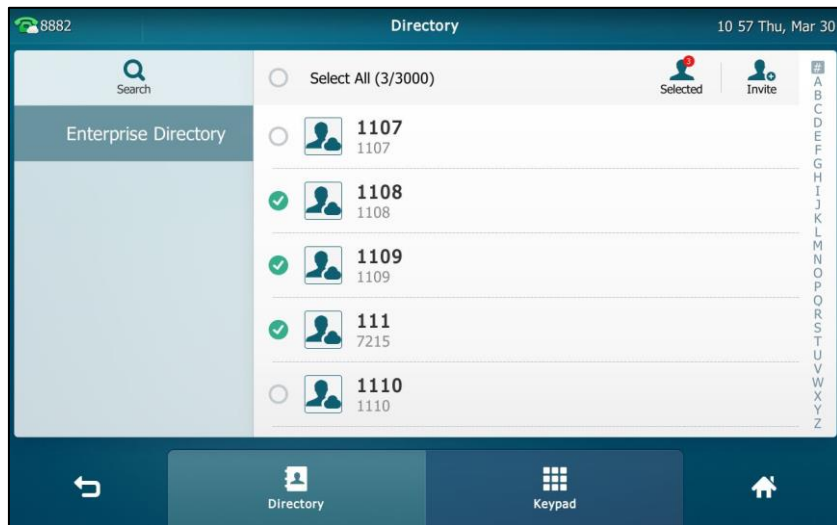 8882
Directory
10 57 Thu, Mar 30
Search
Select All (3/3000)
3
Selected
Invite
Enterprise Directory
1107
1107
1108
1108
1109
1109
111
7215
1110
1110
#
A
B
C
D
E
F
G
H
I
J
K
L
M
N
O
P
Q
R
S
T
U
V
W
X
Y
Z
Directory
Keypad